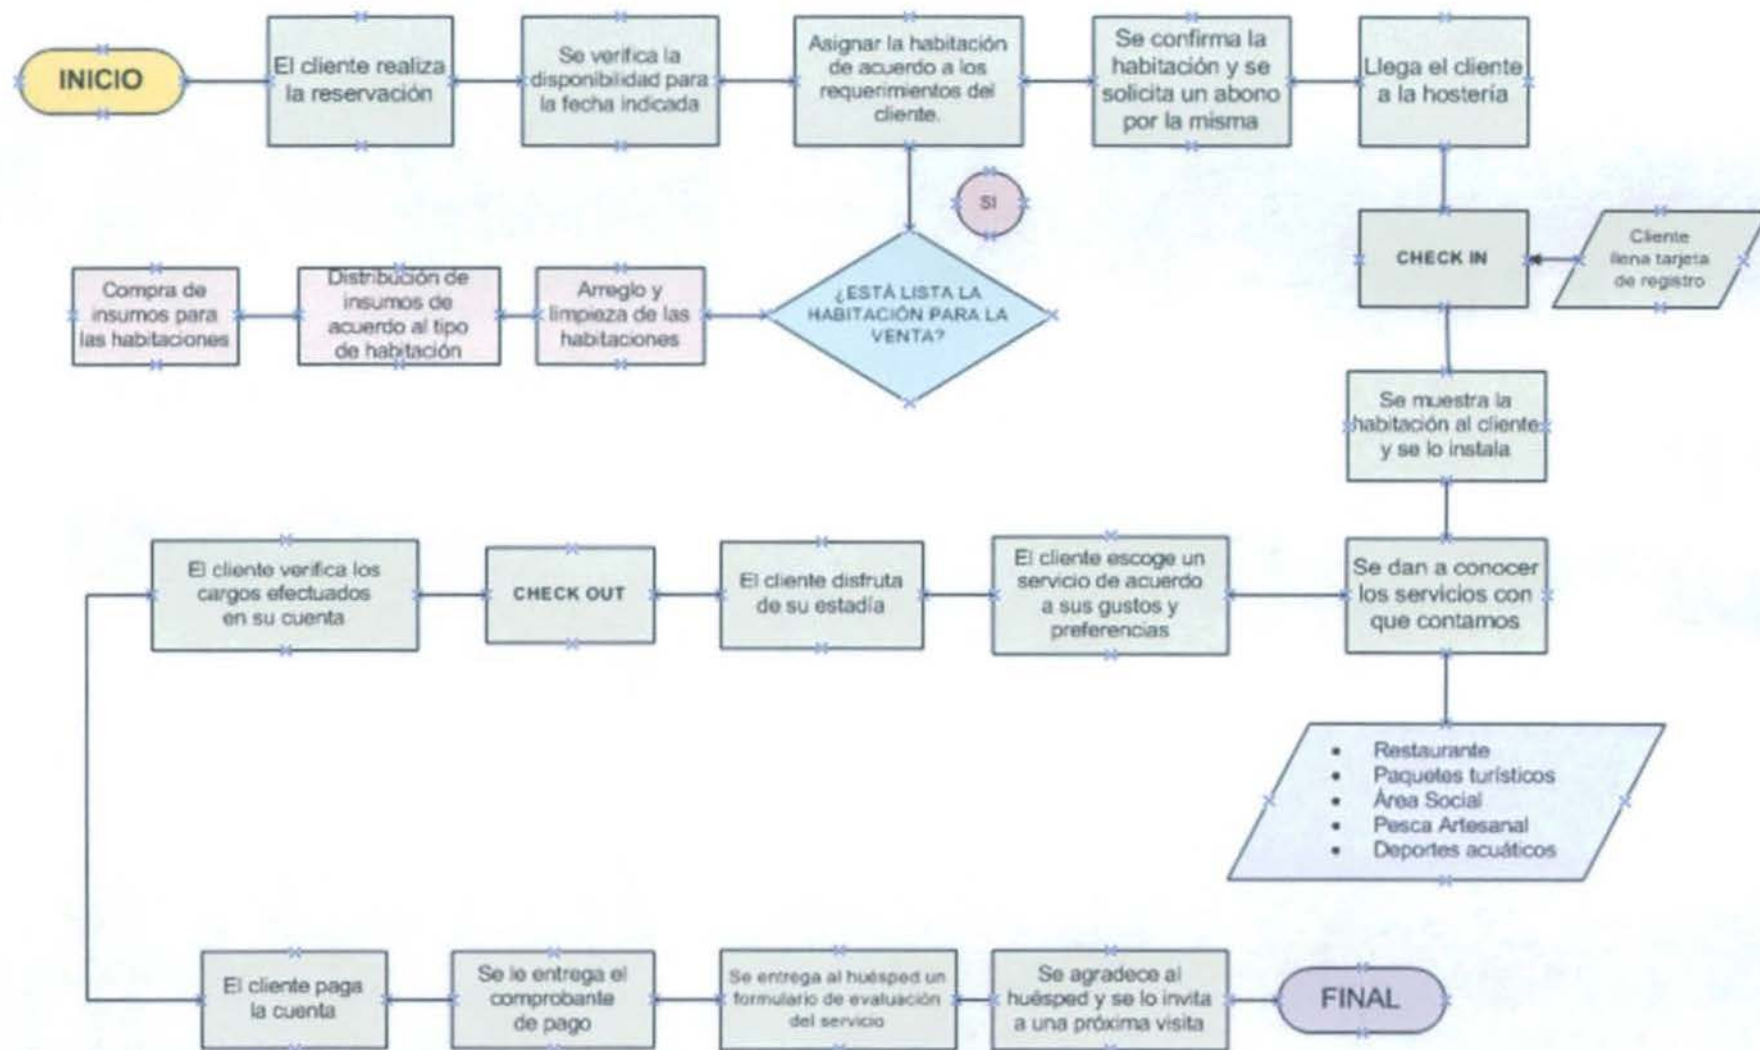 INICIO
El cliente realiza
la reservación
Se verifica la
disponibilidad para
la fecha indicada
Asignar la habitación
de acuerdo a los
requerimientos del
cliente.
Se confirma la
habitación y se
solicita un abono
por la misma
Llega el cliente
a la hostería
SI
CHECK IN
Cliente
llena tarjeta
de registro
Compra de
insumos para
las habitaciones
Distribución de
insumos de
acuerdo al tipo
de habitación
Arreglo y
limpieza de las
habitaciones
¿ESTÁ LISTA LA
HABITACIÓN PARA LA
VENTA?
Se muestra la
habitación al cliente
y se lo instala
El cliente verifica los
cargos efectuados
en su cuenta
CHECK OUT
El cliente disfruta
de su estadía
El cliente escoge un
servicio de acuerdo
a sus gustos y
preferencias
Se dan a conocer
los servicios con
que contamos
• Restaurante
• Paquetes turísticos
• Área Social
• Pesca Artesanal
• Deportes acuáticos
El cliente paga
la cuenta
Se le entrega el
comprobante
de pago
Se entrega al huésped un
formulario de evaluación
del servicio
Se agradece al
huésped y se lo invita
a una próxima visita
FINAL